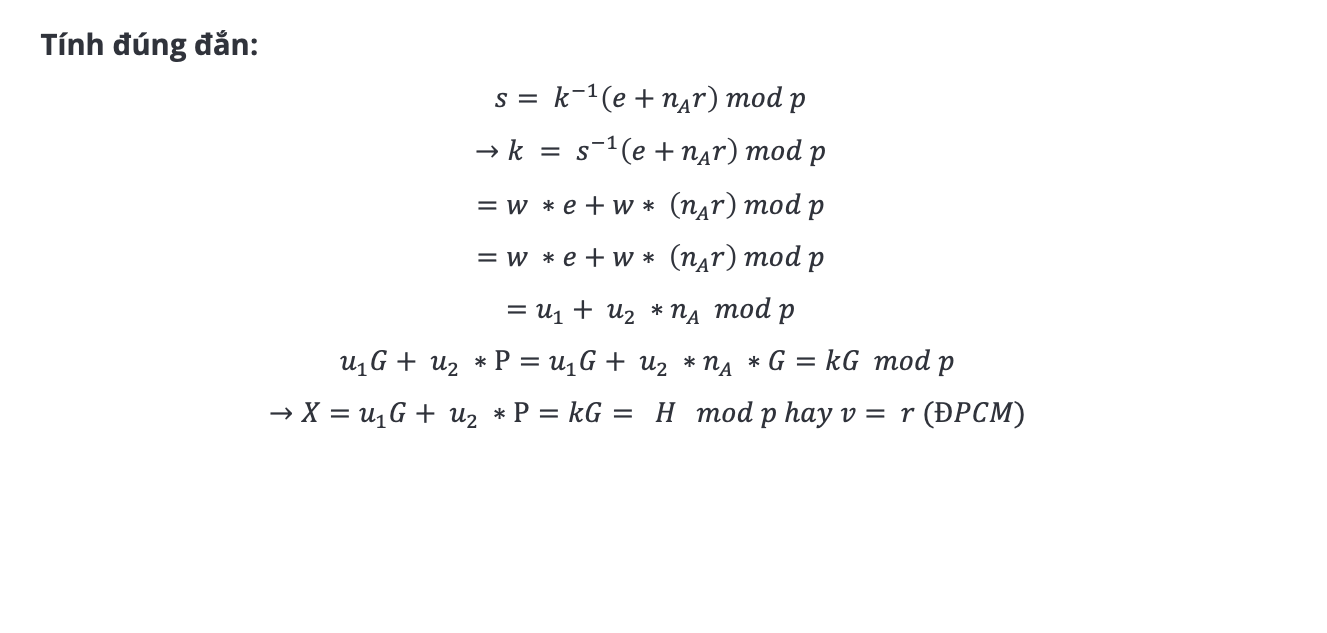 Tính đúng đắn:
s = k⁻¹(e + n_A r) mod p
→ k = s⁻¹(e + n_A r) mod p
= w * e + w * (n_A r) mod p
= w * e + w * (n_A r) mod p
= u₁ + u₂ * n_A mod p
u₁G + u₂ * P = u₁G + u₂ * n_A * G = kG mod p
→ X = u₁G + u₂ * P = kG = H mod p hay v = r (ĐPCM)